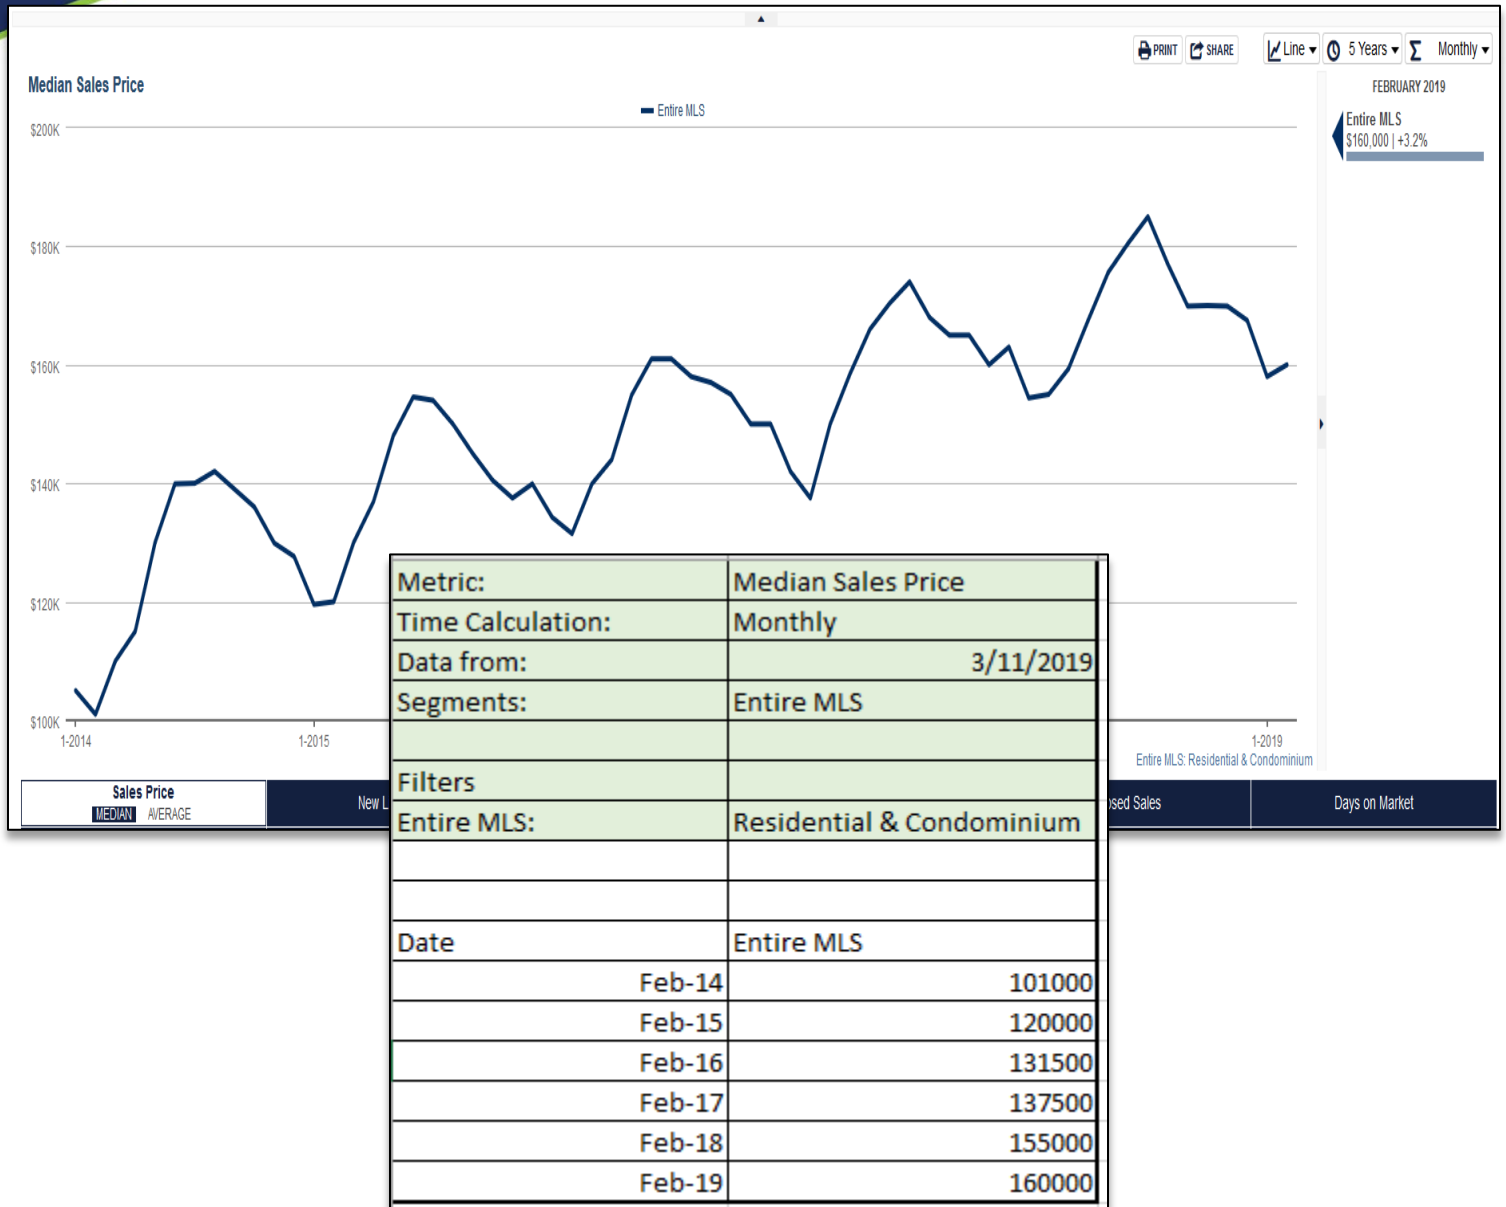 PRINT SHARE Line 5 Years Monthly
Median Sales Price
FEBRUARY 2019
Entire MLS
Entire MLS
$160,000 | +3.2%
$200K
$180K
$160K
$140K
$120K
$100K
1-2014 1-2015 1-2019
Entire MLS: Residential & Condominium
Sales Price
MEDIAN AVERAGE
New L
sed Sales
Days on Market
Metric: Median Sales Price
Time Calculation: Monthly
Data from: 3/11/2019
Segments: Entire MLS
Filters
Entire MLS: Residential & Condominium
Date Entire MLS
Feb-14 101000
Feb-15 120000
Feb-16 131500
Feb-17 137500
Feb-18 155000
Feb-19 160000